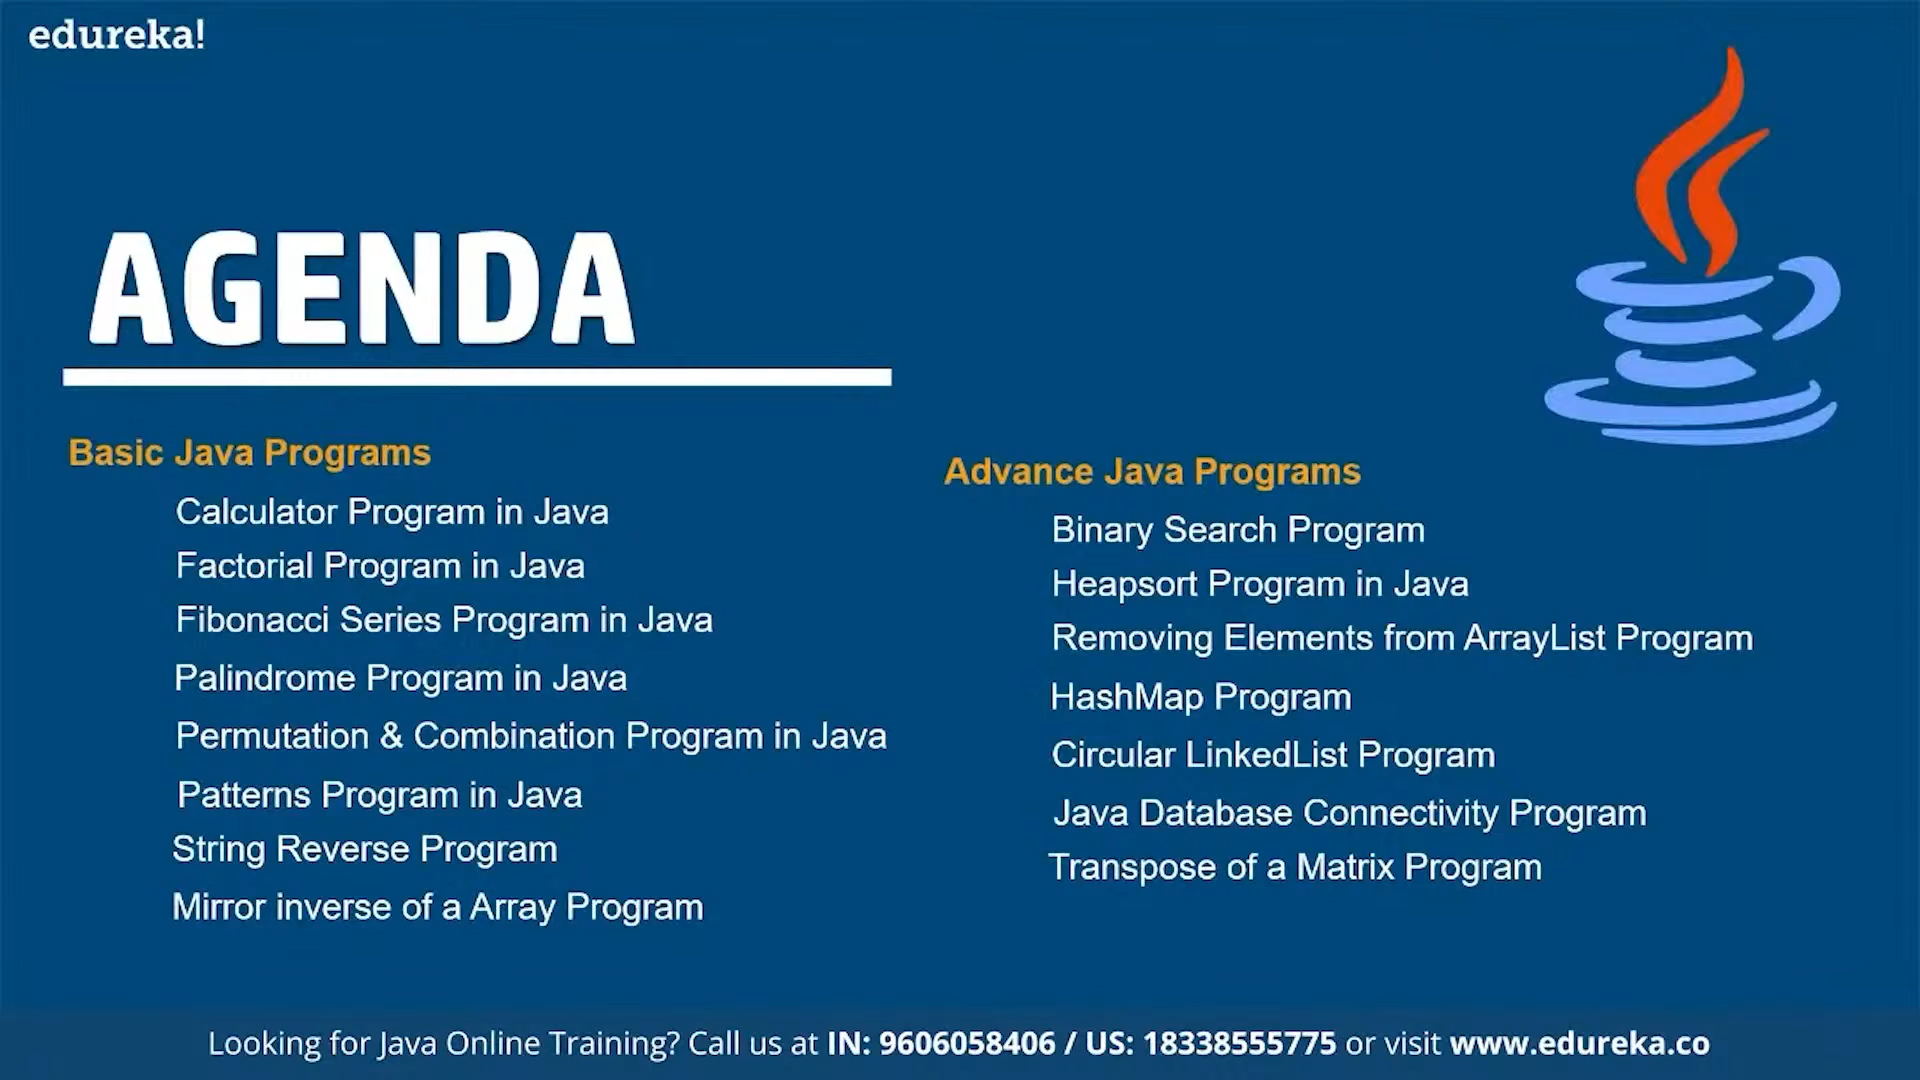 edureka!
AGENDA
Basic Java Programs
Calculator Program in Java
Factorial Program in Java
Fibonacci Series Program in Java
Palindrome Program in Java
Permutation & Combination Program in Java
Patterns Program in Java
String Reverse Program
Mirror inverse of a Array Program
Advance Java Programs
Binary Search Program
Heapsort Program in Java
Removing Elements from ArrayList Program
HashMap Program
Circular LinkedList Program
Java Database Connectivity Program
Transpose of a Matrix Program
Looking for Java Online Training? Call us at IN: 9606058406 / US: 18338555775 or visit www.edureka.co